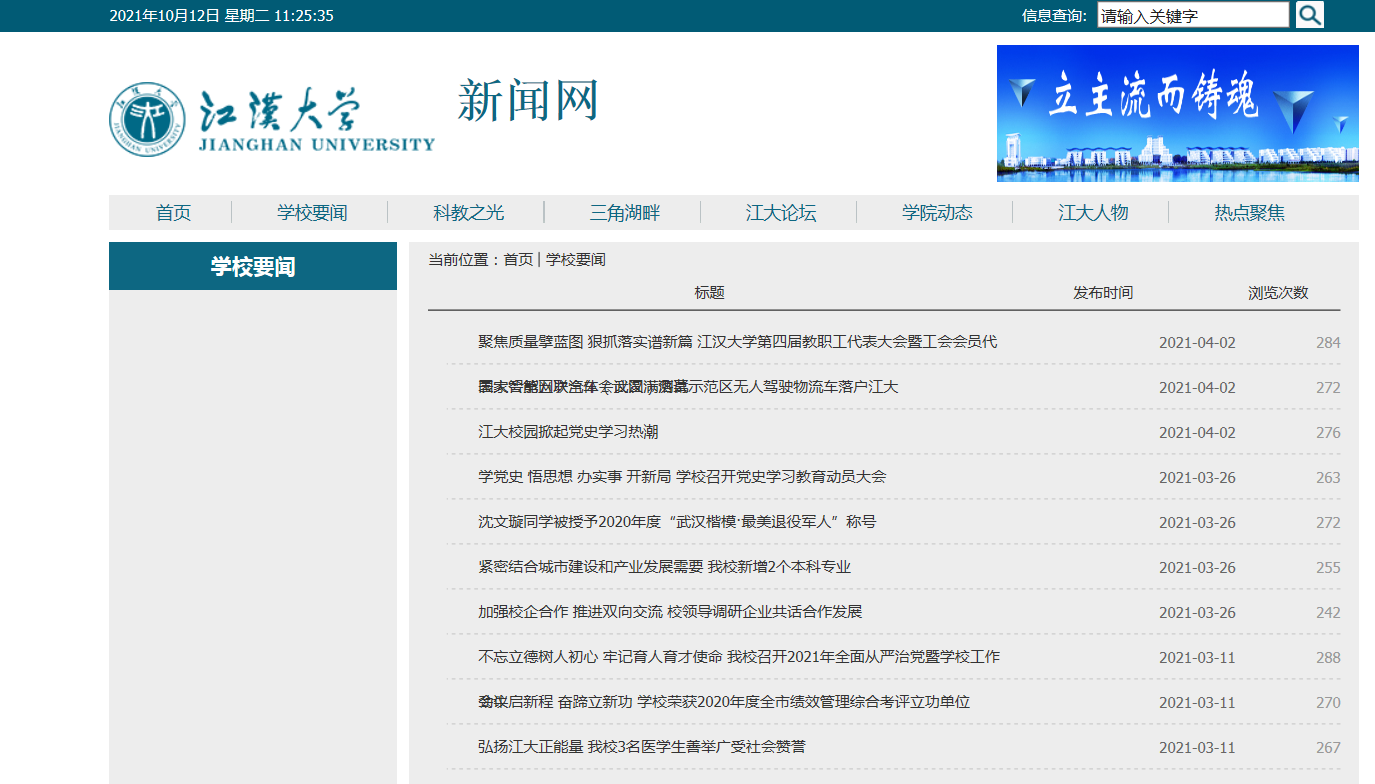 2021年10月12日 星期二 11:25:35 信息查询: 请输入关键字
江漢大学 新闻网
JIANGHAN UNIVERSITY
立主流而铸魂
首页 学校要闻 科教之光 三角湖畔 江大论坛 学院动态 江大人物 热点聚焦
学校要闻
当前位置：首页 | 学校要闻
标题 发布时间 浏览次数
聚焦质量擘蓝图 狠抓落实谱新篇 江汉大学第四届教职工代表大会暨工会会员代 2021-04-02 284
示范区无人驾驶物流车落户江大 2021-04-02 272
江大校园掀起党史学习热潮 2021-04-02 276
学党史 悟思想 办实事 开新局 学校召开党史学习教育动员大会 2021-03-26 263
沈文璇同学被授予2020年度“武汉楷模·最美退役军人”称号 2021-03-26 272
紧密结合城市建设和产业发展需要 我校新增2个本科专业 2021-03-26 255
加强校企合作 推进双向交流 校领导调研企业共话合作发展 2021-03-26 242
不忘立德树人初心 牢记育人育才使命 我校召开2021年全面从严治党暨学校工作 2021-03-11 288
启新程 奋蹄立新功 学校荣获2020年度全市绩效管理综合考评立功单位 2021-03-11 270
弘扬江大正能量 我校3名医学生善举广受社会赞誉 2021-03-11 267